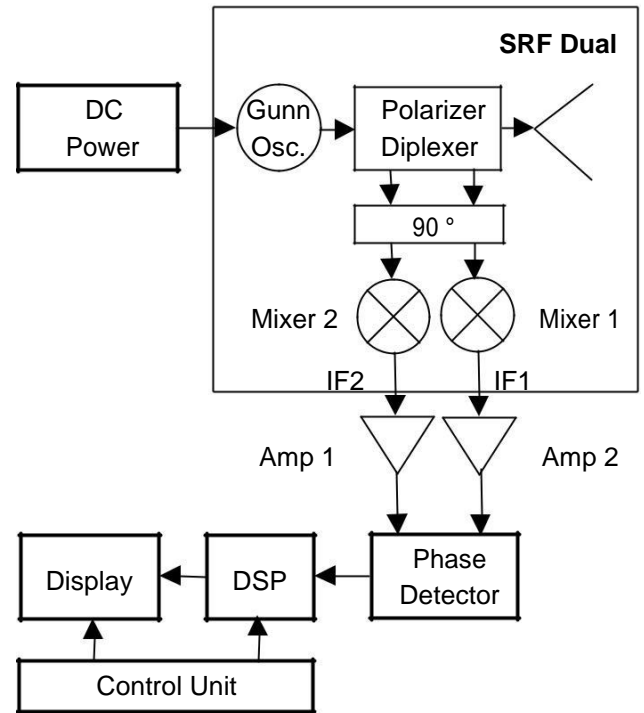 SRF Dual
DC
Power
Gunn
Osc.
Polarizer
Diplexer
90 °
Mixer 2
Mixer 1
IF2
IF1
Amp 1
Amp 2
Display
DSP
Phase
Detector
Control Unit